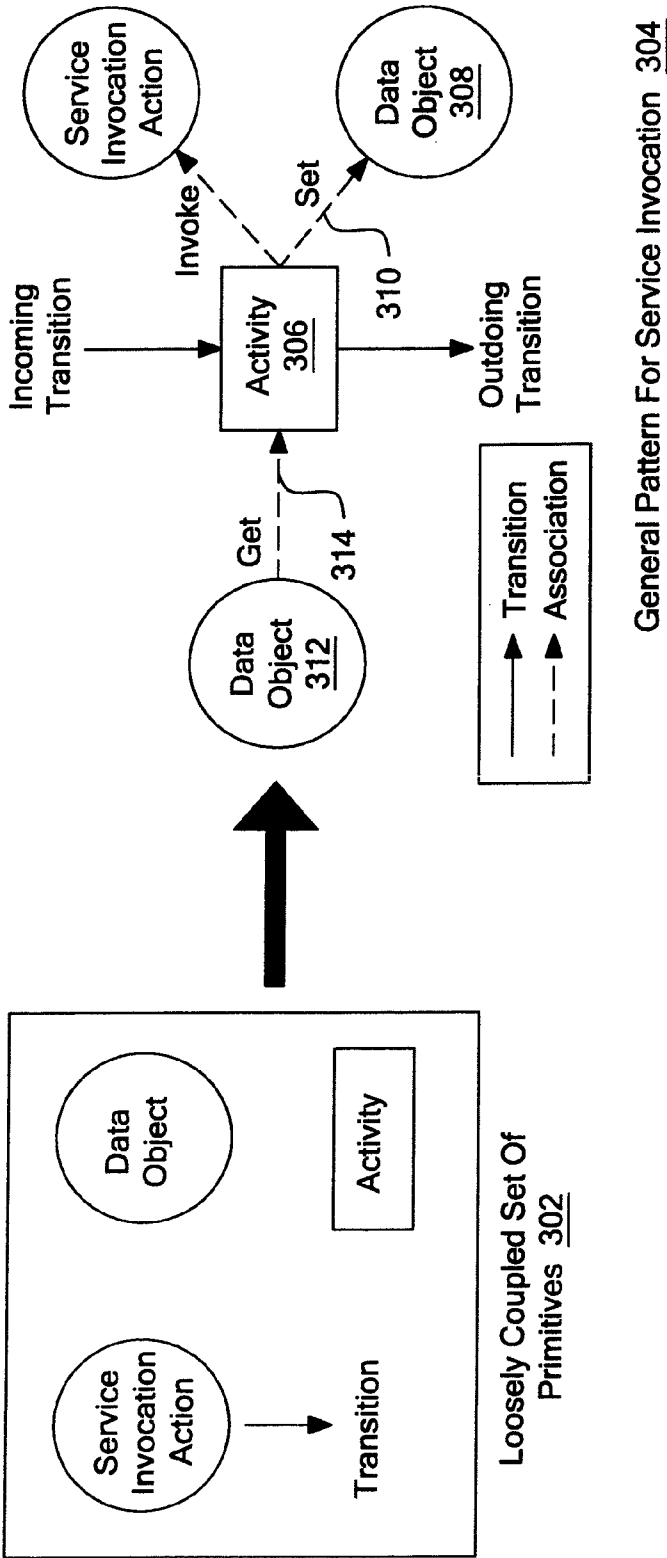 Service
Invocation
Action
Data
Object
Transition
Activity
Loosely Coupled Set Of
Primitives 302
Data
Object
312
Get
314
Incoming
Transition
Activity
306
Outdoing
Transition
Invoke
Service
Invocation
Action
Set
310
Data
Object
308
Transition
Association
General Pattern For Service Invocation 304